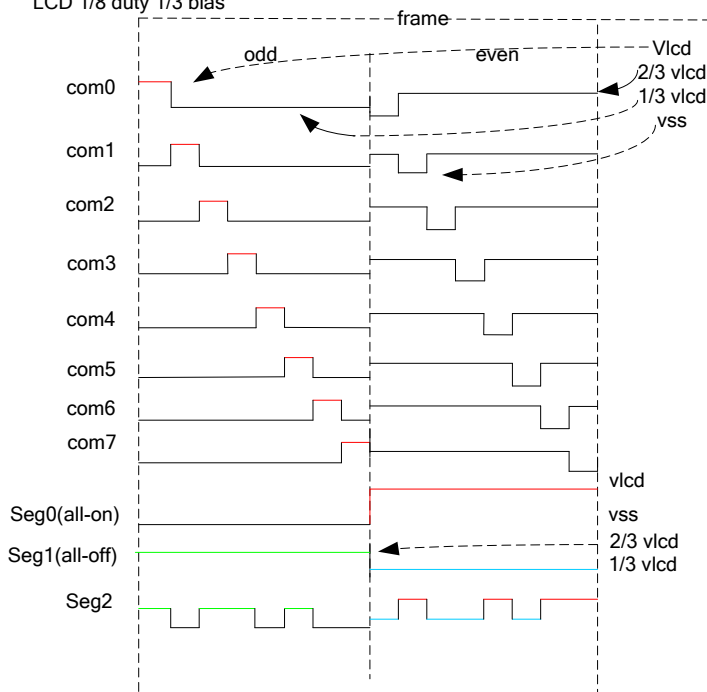 LCD 1/8 duty 1/3 bias
frame
odd
even
Vlcd
2/3 vlcd
1/3 vlcd
vss
com0
com1
com2
com3
com4
com5
com6
com7
vlcd
Seg0(all-on)
vss
Seg1(all-off)
2/3 vlcd
1/3 vlcd
Seg2